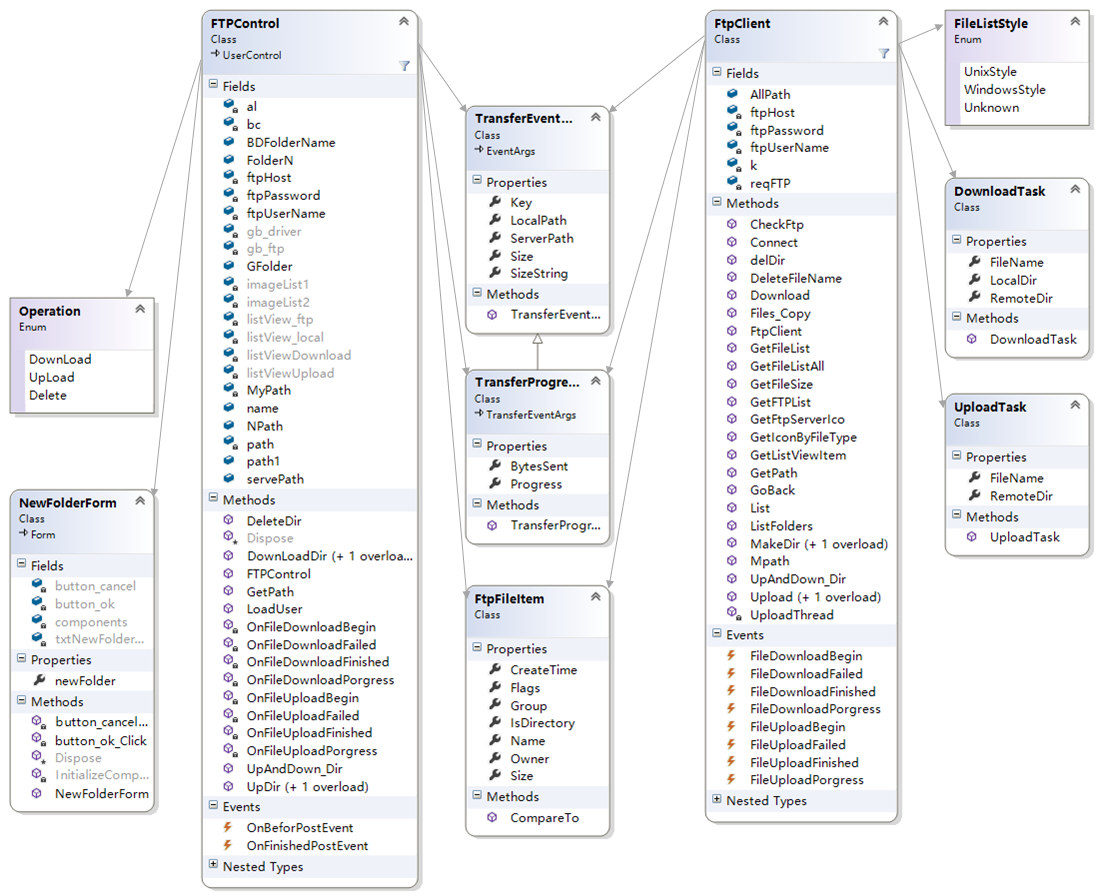 FTPControl
Class
UserControl
Fields
al
bc
BDFolderName
FolderN
ftpHost
ftpPassword
ftpUserName
gb_driver
gb_ftp
GFolder
imageList1
imageList2
listView_ftp
listView_local
listViewDownload
listViewUpload
MyPath
name
NPath
path
path1
servePath
Methods
DeleteDir
Dispose
DownLoadDir (+ 1 overloa...
FTPControl
GetPath
LoadUser
OnFileDownloadBegin
OnFileDownloadFailed
OnFileDownloadFinished
OnFileDownloadPorgress
OnFileUploadBegin
OnFileUploadFailed
OnFileUploadFinished
OnFileUploadPorgress
UpAndDown_Dir
UpDir (+ 1 overload)
Events
OnBeforPostEvent
OnFinishedPostEvent
Nested Types
Operation
Enum
DownLoad
UpLoad
Delete
NewFolderForm
Class
Form
Fields
button_cancel
button_ok
components
txtNewFolder...
Properties
newFolder
Methods
button_cancel...
button_ok_Click
Dispose
InitializeComp...
NewFolderForm
TransferEvent...
Class
EventArgs
Properties
Key
LocalPath
ServerPath
Size
SizeString
Methods
TransferEvent...
TransferProgre...
Class
TransferEventArgs
Properties
BytesSent
Progress
Methods
TransferProgr...
FtpFileItem
Class
Properties
CreateTime
Flags
Group
IsDirectory
Name
Owner
Size
Methods
CompareTo
FtpClient
Class
Fields
AllPath
ftpHost
ftpPassword
ftpUserName
k
reqFTP
Methods
CheckFtp
Connect
delDir
DeleteFileName
Download
Files_Copy
FtpClient
GetFileList
GetFileListAll
GetFileSize
GetFTPList
GetFtpServerIco
GetIconByFileType
GetListViewItem
GetPath
GoBack
List
ListFolders
MakeDir (+ 1 overload)
Mpath
UpAndDown_Dir
Upload (+ 1 overload)
UploadThread
Events
FileDownloadBegin
FileDownloadFailed
FileDownloadFinished
FileDownloadPorgress
FileUploadBegin
FileUploadFailed
FileUploadFinished
FileUploadPorgress
Nested Types
FileListStyle
Enum
UnixStyle
WindowsStyle
Unknown
DownloadTask
Class
Properties
FileName
LocalDir
RemoteDir
Methods
DownloadTask
UploadTask
Class
Properties
FileName
RemoteDir
Methods
UploadTask